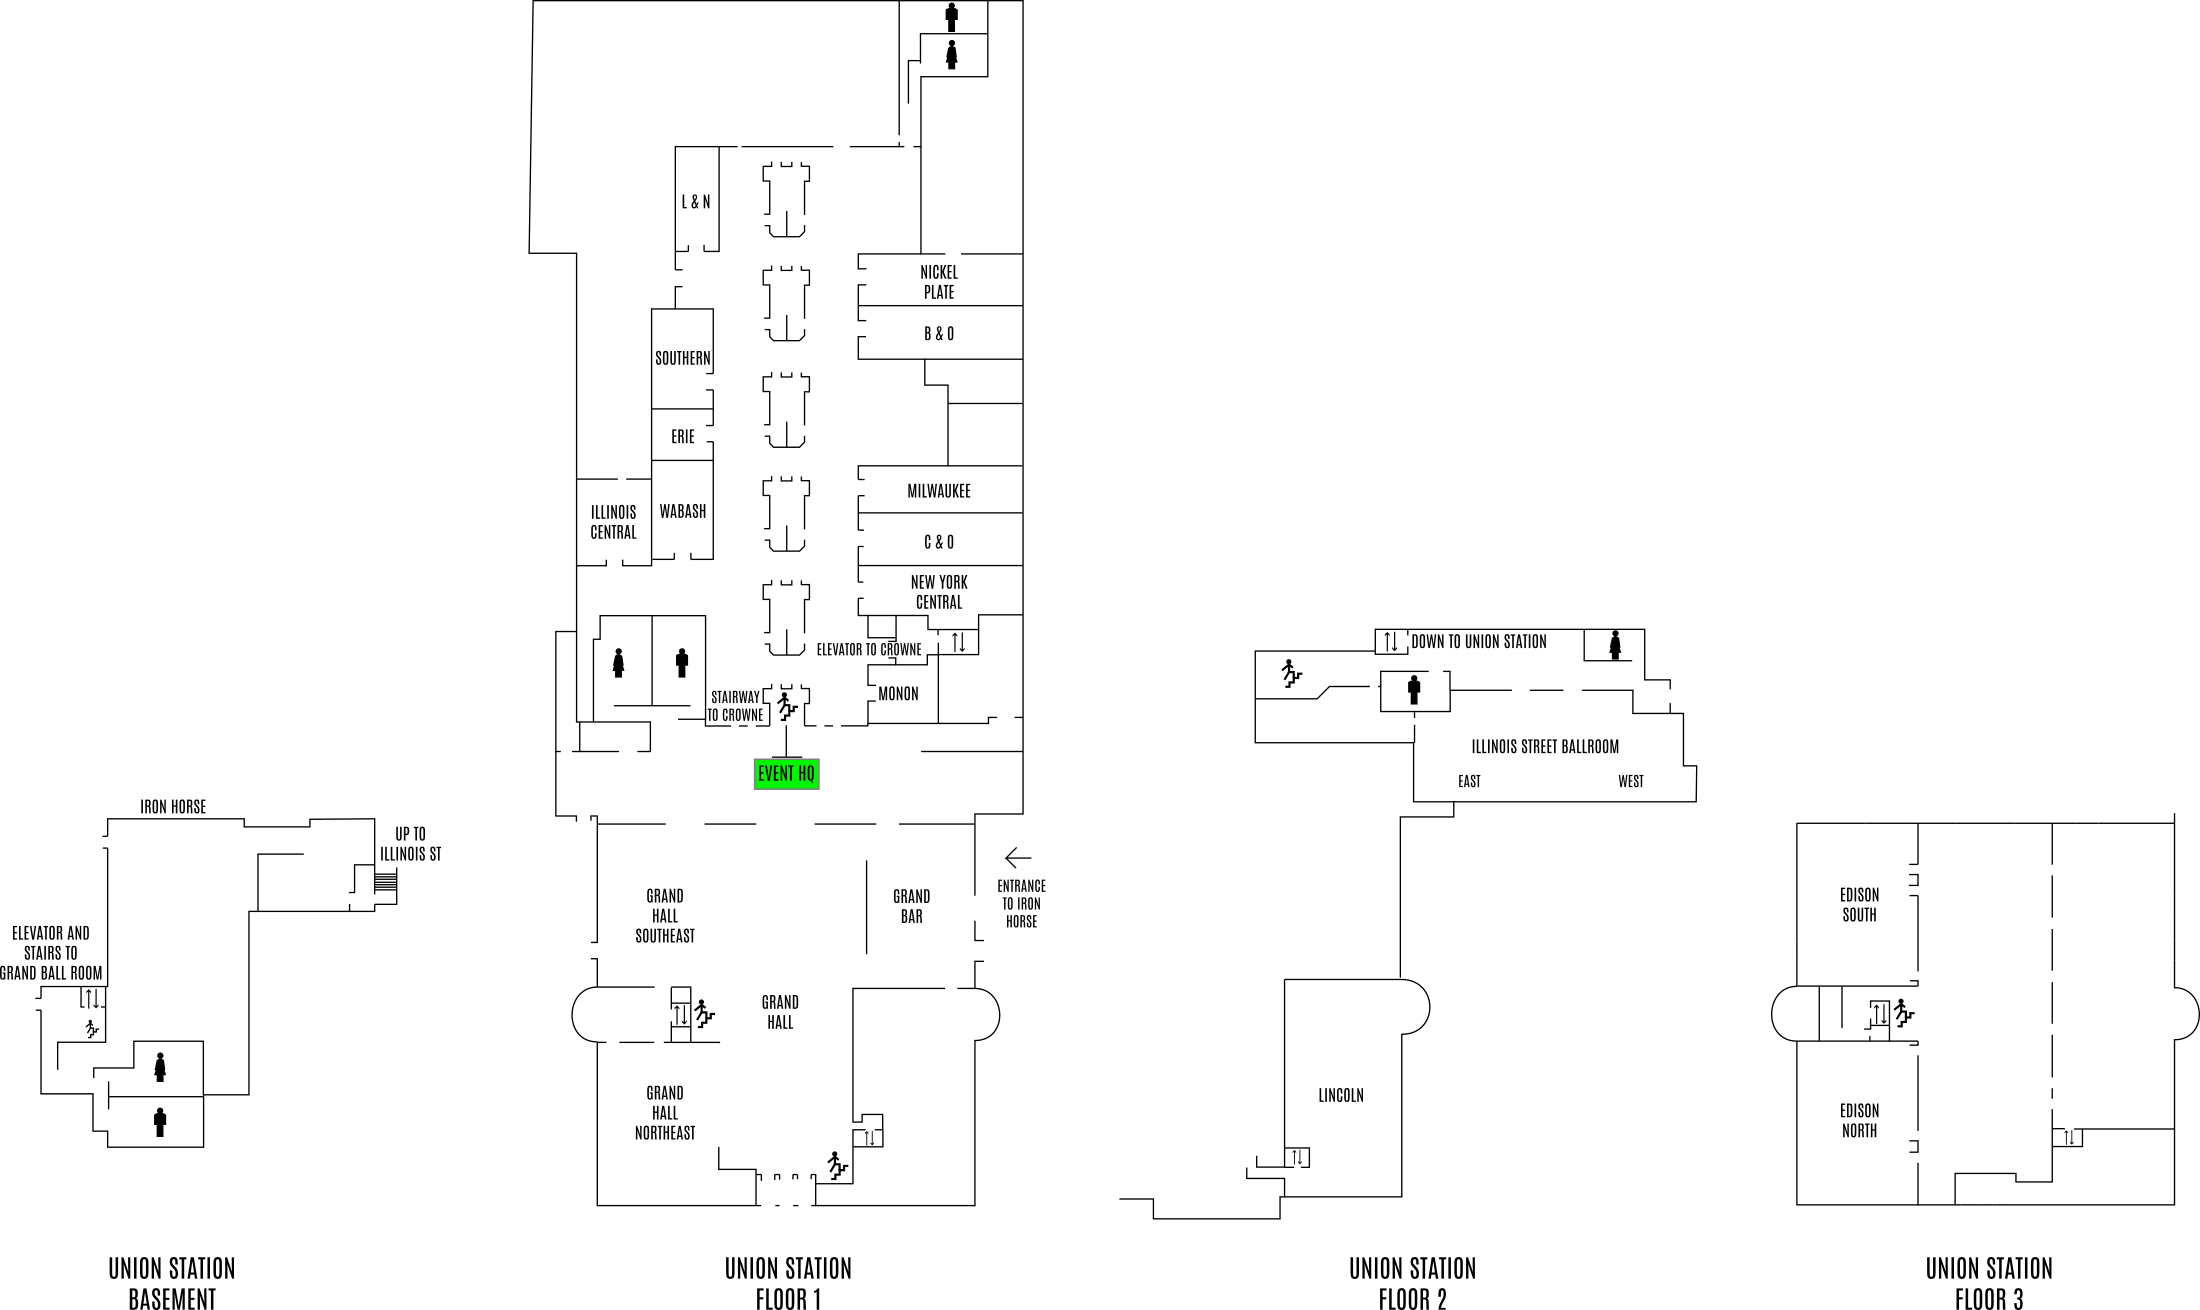 IRON HORSE
UP TO
ILLINOIS ST
ELEVATOR AND
STAIRS TO
GRAND BALL ROOM
UNION STATION
BASEMENT
L & N
NICKEL
PLATE
B & O
SOUTHERN
ERIE
ILLINOIS
CENTRAL
WABASH
MILWAUKEE
C & O
NEW YORK
CENTRAL
ELEVATOR TO CROWNE
MONON
STAIRWAY
TO CROWNE
EVENT HQ
GRAND
HALL
SOUTHEAST
GRAND
BAR
ENTRANCE
TO IRON
HORSE
GRAND
HALL
GRAND
HALL
NORTHEAST
UNION STATION
FLOOR 1
DOWN TO UNION STATION
ILLINOIS STREET BALLROOM
EAST
WEST
LINCOLN
UNION STATION
FLOOR 2
EDISON
SOUTH
EDISON
NORTH
UNION STATION
FLOOR 3